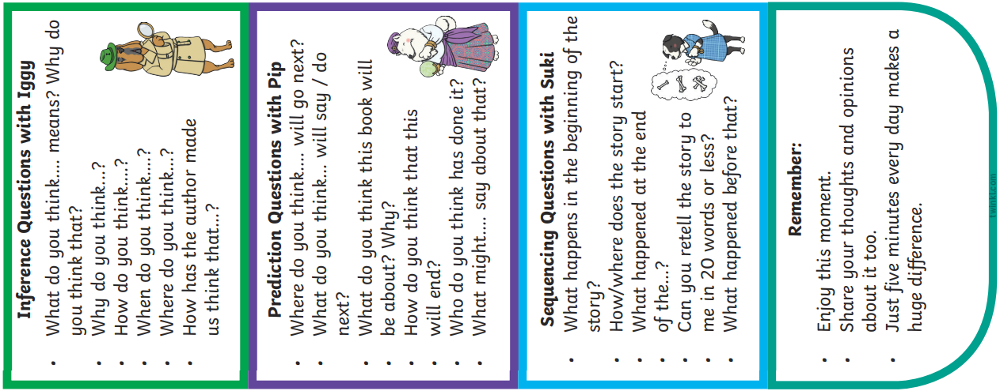 Inference Questions with Iggy
• What do you think.... means? Why do
you think that?
• Why do you think...?
• How do you think....?
• When do you think....?
• Where do you think...?
• How has the author made
us think that...?
Prediction Questions with Pip
• Where do you think.... will go next?
• What do you think... will say / do
next?
• What do you think this book will
be about? Why?
• How do you think that this
will end?
• Who do you think has done it?
• What might.... say about that?
Sequencing Questions with Suki
• What happens in the beginning of the
story?
• How/where does the story start?
• What happened at the end
of the...?
• Can you retell the story to
me in 20 words or less?
• What happened before that?
Remember:
• Enjoy this moment.
• Share your thoughts and opinions
about it too.
• Just five minutes every day makes a
huge difference.
twinkl.com